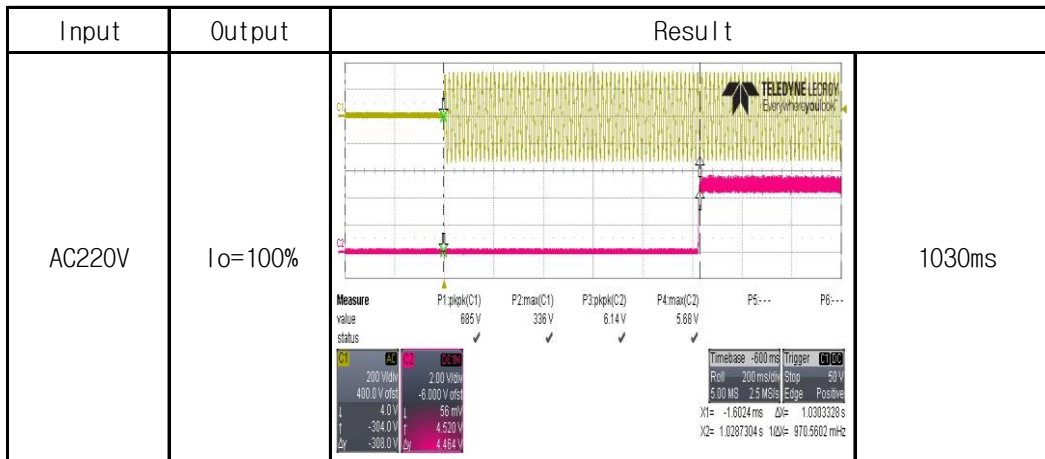 Input Output Result
AC220V Io=100% 1030ms
TELEDYNE LECROY
Everywhereyoulook
C1
C2
Measure P1:pkpk(C1) P2:max(C1) P3:pkpk(C2) P4:max(C2) P5:--- P6:---
value 685 V 336 V 6.14 V 5.68 V
status ✓ ✓ ✓ ✓
C1 AC
200 V/div
400.0 V ofst
↓ 4.0 V
↑ -304.0 V
Δy -308.0 V
C2 DC1M
2.00 V/div
-6.000 V ofst
↓ 56 mV
↑ 4.520 V
Δy 4.464 V
Timebase -600 ms
Roll 200 ms/div
5.00 MS 2.5 MS/s
Trigger C1 DC
Stop 50 V
Edge Positive
X1= -1.6024 ms ΔX= 1.0303328 s
X2= 1.0287304 s 1/ΔX= 970.5602 mHz